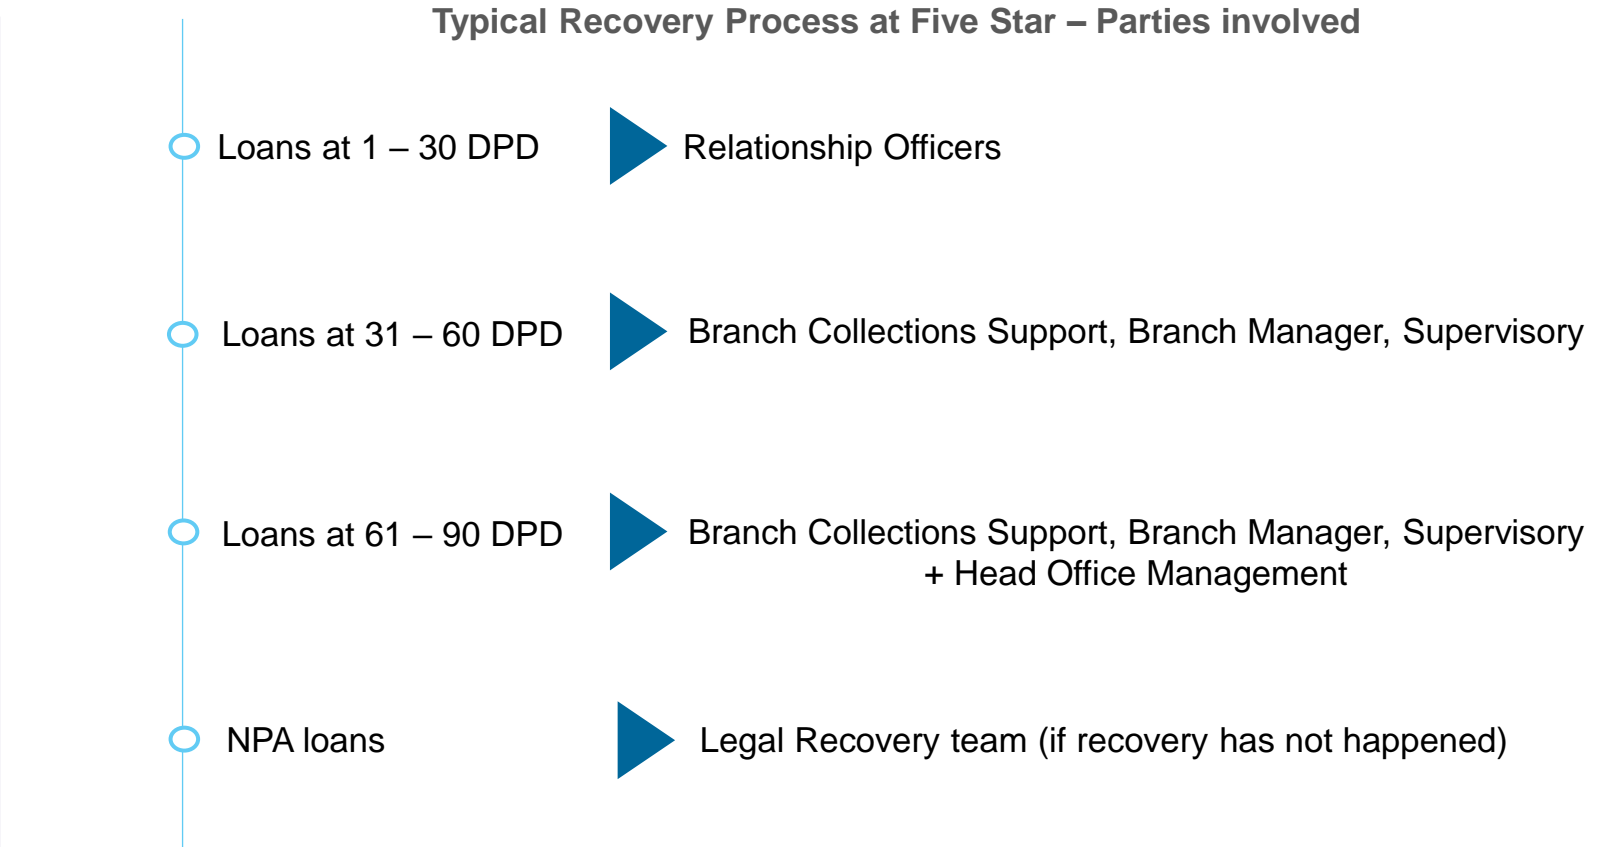 Typical Recovery Process at Five Star – Parties involved
Loans at 1 – 30 DPD
Relationship Officers
Loans at 31 – 60 DPD
Branch Collections Support, Branch Manager, Supervisory
Loans at 61 – 90 DPD
Branch Collections Support, Branch Manager, Supervisory
+ Head Office Management
NPA loans
Legal Recovery team (if recovery has not happened)